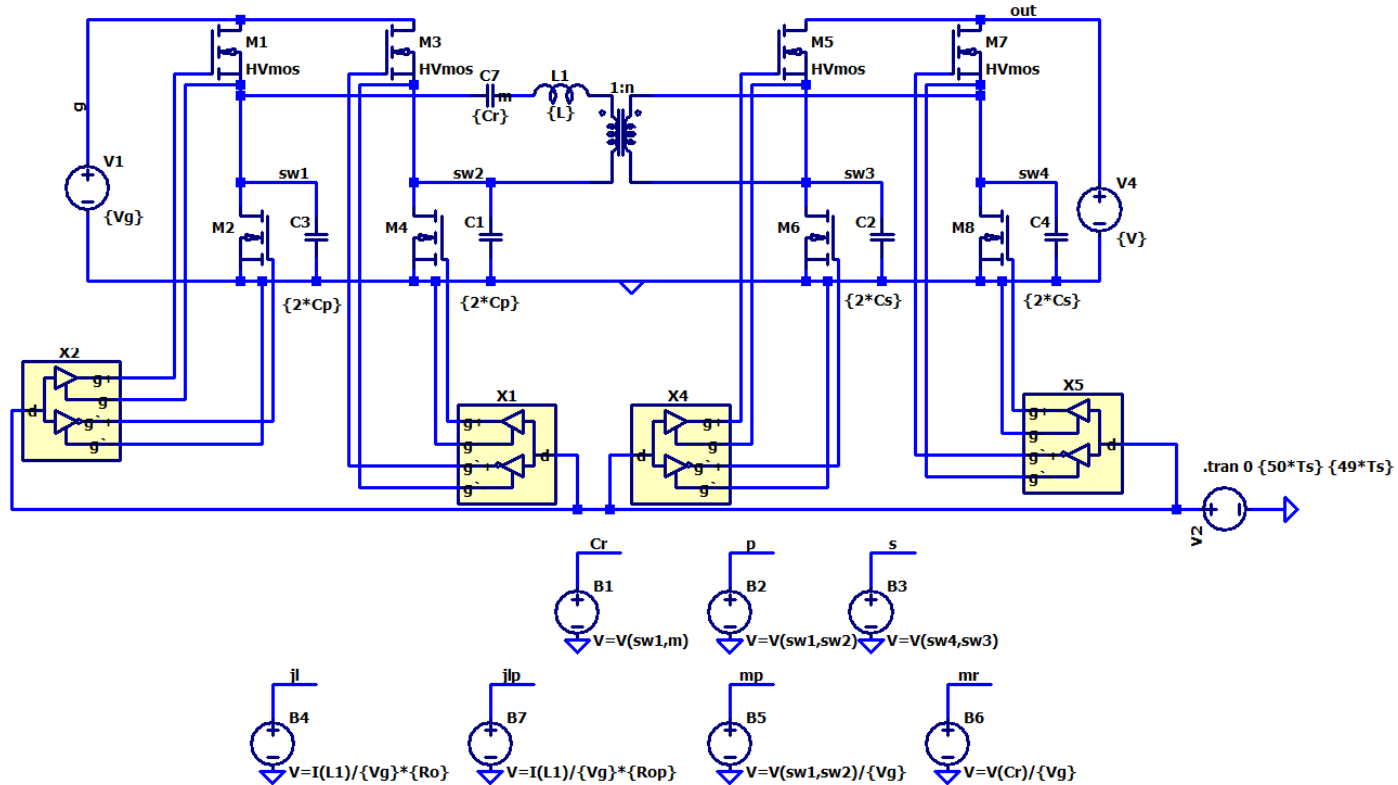 out
M1
M3
M5
M7
HVmos
HVmos
HVmos
HVmos
C7
m
L1
1:n
{Cr}
{L}
g
V1
{Vg}
sw1
sw2
sw3
sw4
V4
{V}
M2
C3
M4
C1
M6
C2
M8
C4
{2*Cp}
{2*Cp}
{2*Cs}
{2*Cs}
X2
g+
g
d
g`+
g`
X1
g+
g
d
g`+
g`
X4
g+
g
d
g`+
g`
X5
g+
g
d
g`+
g`
.tran 0 {50*Ts} {49*Ts}
V2
Cr
p
s
B1
B2
B3
V=V(sw1,m)
V=V(sw1,sw2)
V=V(sw4,sw3)
jl
jlp
mp
mr
B4
B7
B5
B6
V=I(L1)/{Vg}*{Ro}
V=I(L1)/{Vg}*{Rop}
V=V(sw1,sw2)/{Vg}
V=V(Cr)/{Vg}